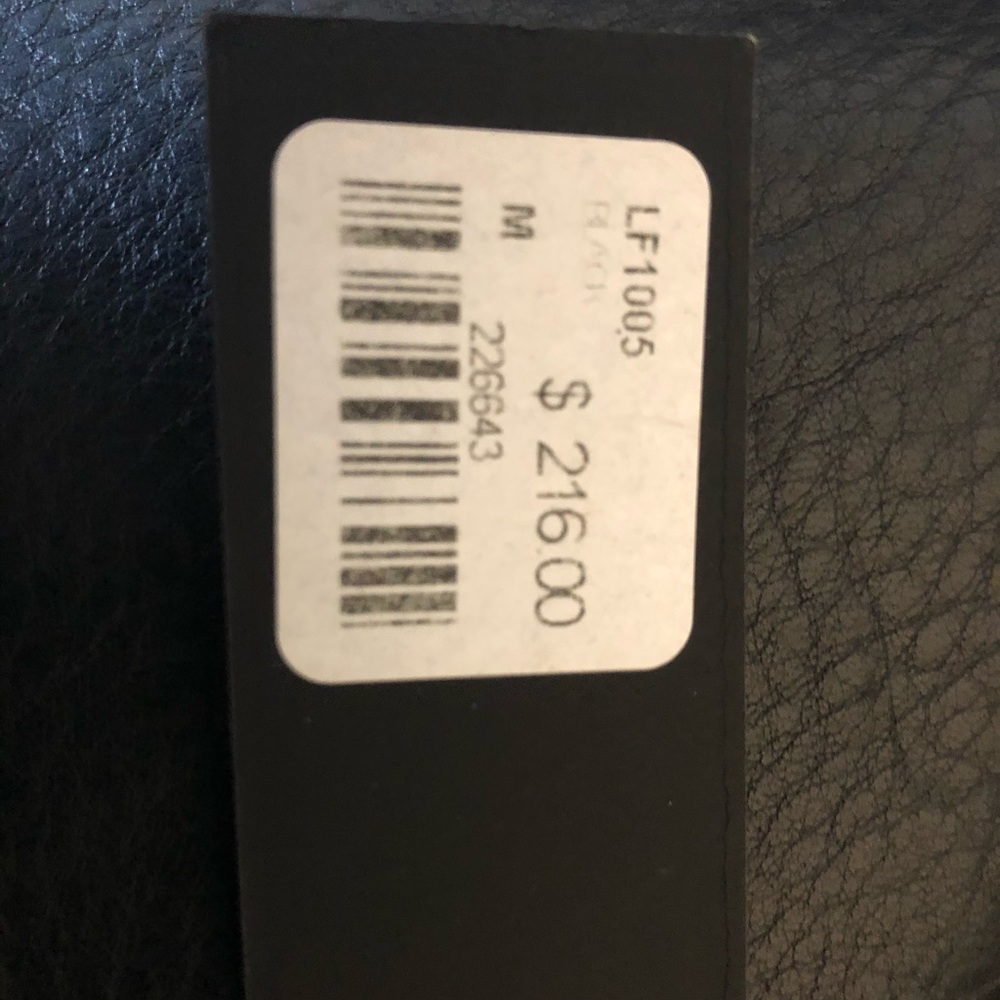 LF1005
BLACK
$ 216.00
M
226643